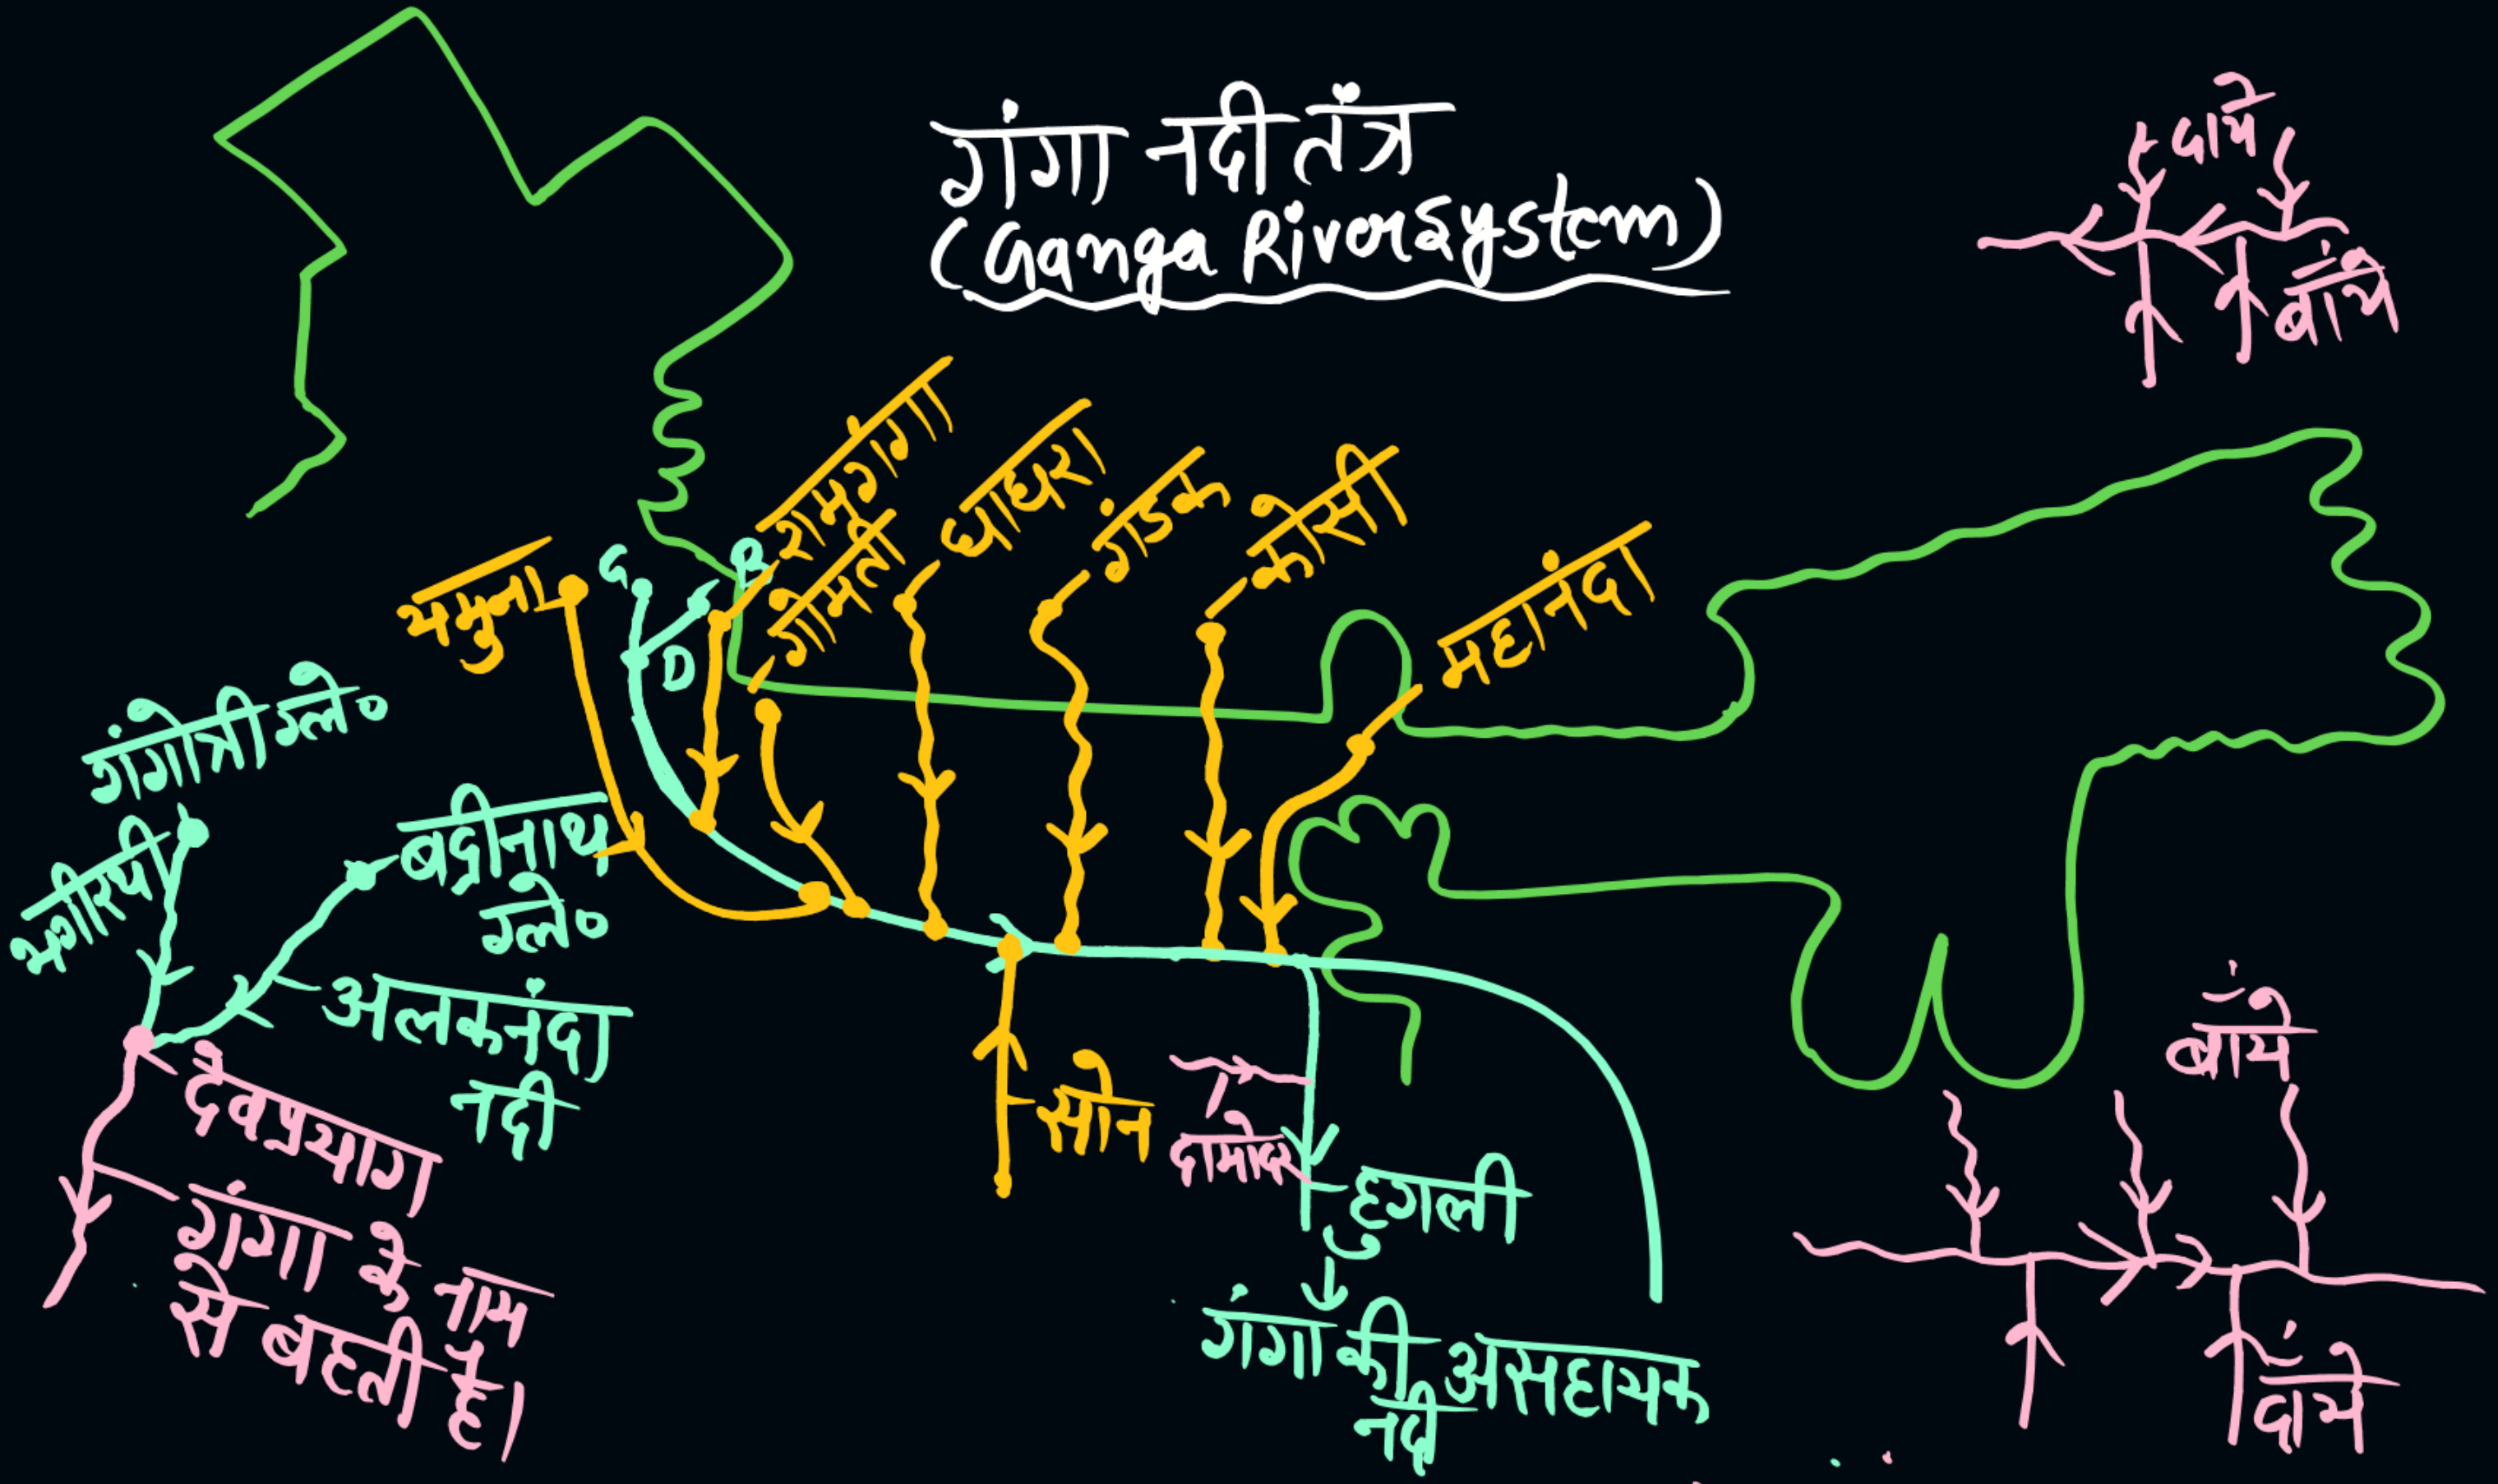 गंगा नदी तंत्र
(Ganga River System)
दायें
बांयें
रामगंगा
गोमती
घाघरा
गंडक
कोसी
महानंदा
यमुना
G
B
D
गंगोत्री ग्ले०
भागीरथी
बद्रीनाथ
ग्ले०
अलकनंदा
नदी
देवप्रयाग
गंगा के नाम
से बहती है।
सोन
दामोदर
हुगली
गंगा की असहायक
नदी
बांयें
दांयें